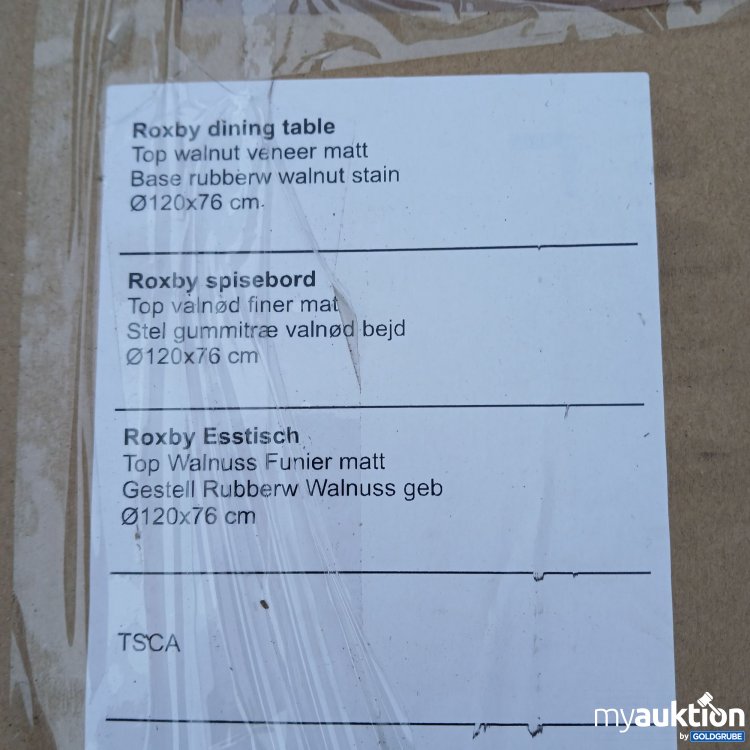 Roxby dining table
Top walnut veneer matt
Base rubberw walnut stain
Ø120x76 cm
Roxby spisebord
Top valnød finer mat
Stel gummitræ valnød bejd
Ø120x76 cm
Roxby Esstisch
Top Walnuss Funier matt
Gestell Rubberw Walnuss geb
Ø120x76 cm
TSCA
myauktion
by GOLDGRUBE